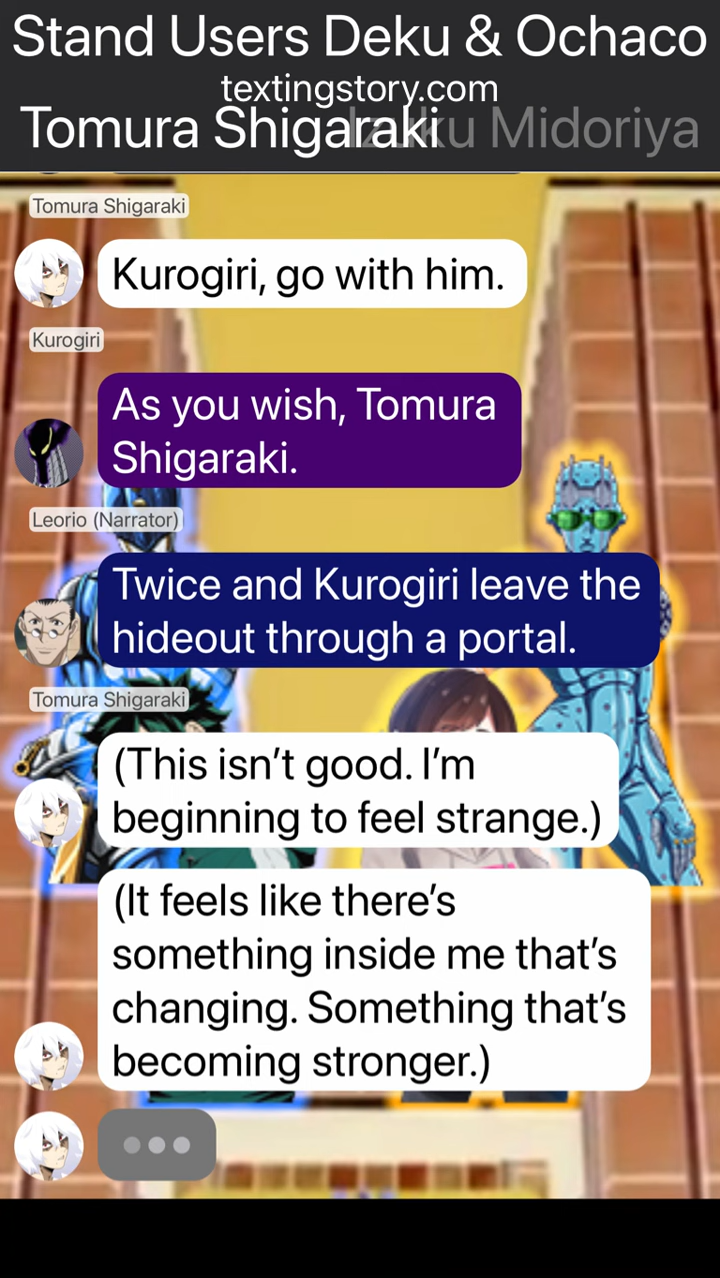 Stand Users Deku & Ochaco
textingstory.com
Tomura Shigaraki
Izuku Midoriya
Tomura Shigaraki
Kurogiri, go with him.
Kurogiri
As you wish, Tomura
Shigaraki.
Leorio (Narrator)
Twice and Kurogiri leave the
hideout through a portal.
Tomura Shigaraki
(This isn’t good. I’m
beginning to feel strange.)
(It feels like there’s
something inside me that’s
changing. Something that’s
becoming stronger.)